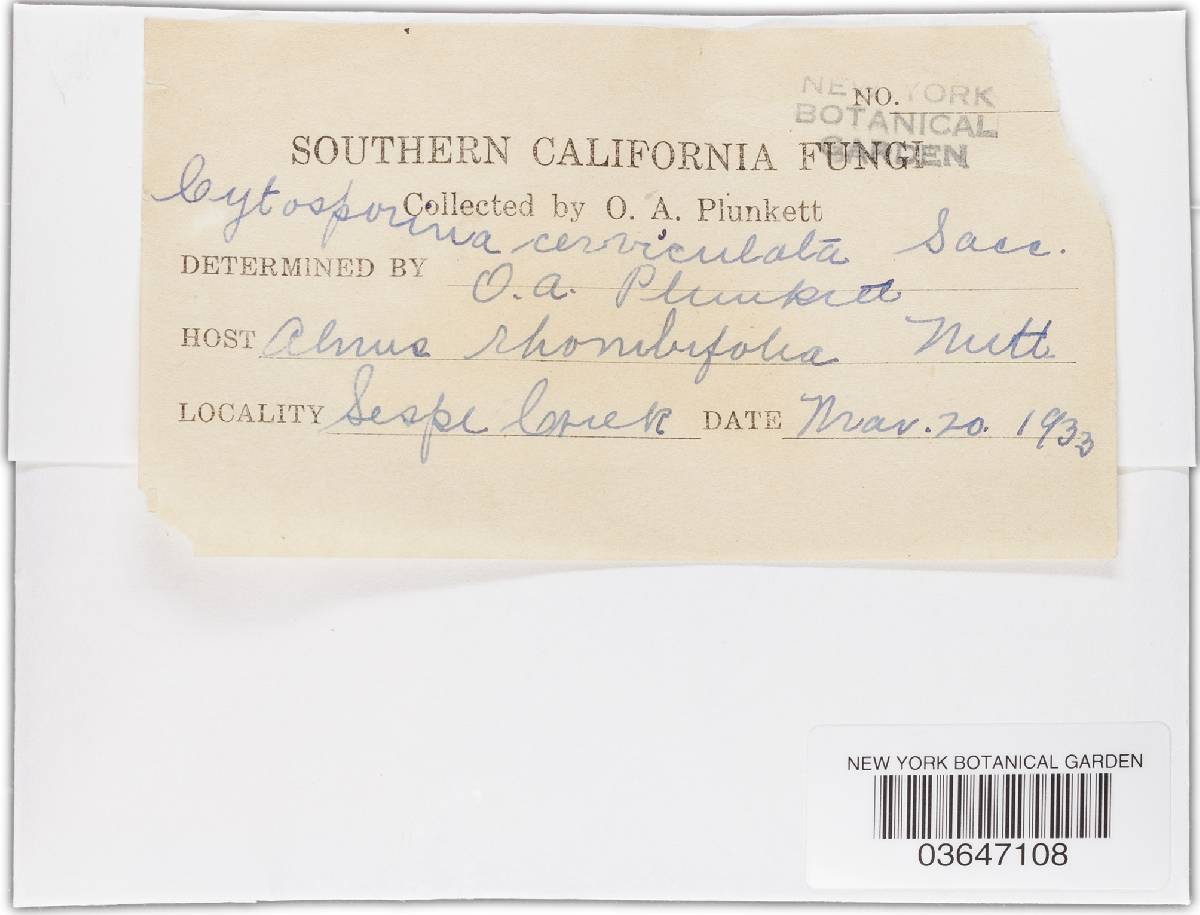 NEW YORK
BOTANICAL
GARDEN
NO.
SOUTHERN CALIFORNIA FUNGI
Collected by O. A. Plunkett
Cytosporina cerviculata Sacc.
DETERMINED BY O.A. Plunkett
HOST Alnus rhombifolia Nutt
LOCALITY Sespe Creek DATE Mar. 20. 1933
NEW YORK BOTANICAL GARDEN
03647108